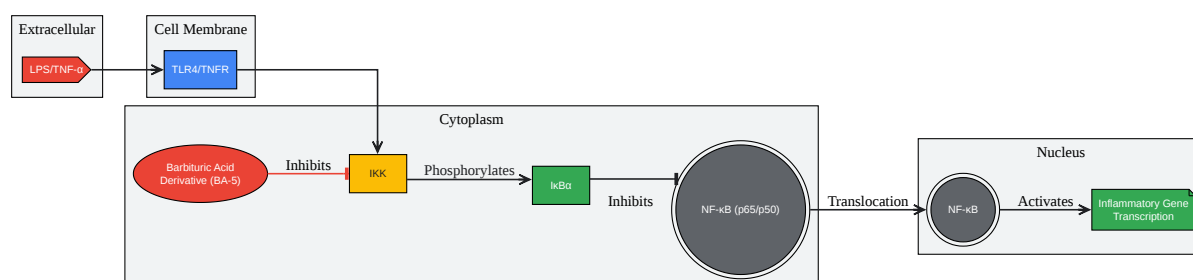 Extracellular
LPS/TNF-α
Cell Membrane
TLR4/TNFR
Cytoplasm
Barbituric Acid
Derivative (BA-5)
Inhibits
IKK
Phosphorylates
IκBα
Inhibits
NF-κB (p65/p50)
Translocation
Nucleus
NF-κB
Activates
Inflammatory Gene
Transcription